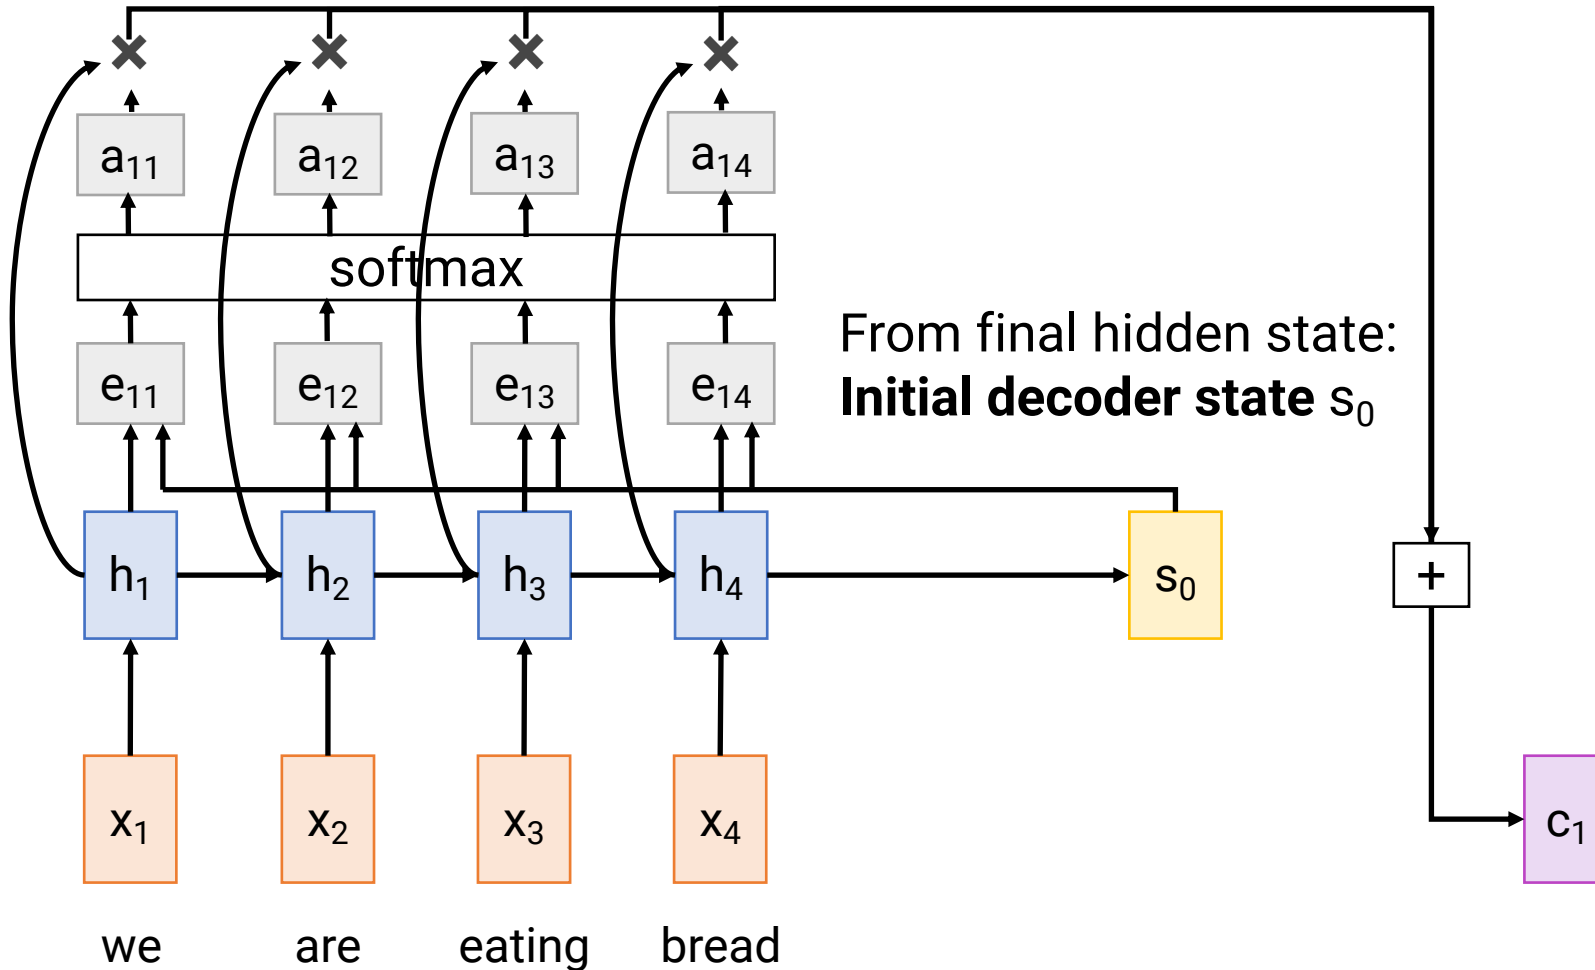 a₁₁ a₁₂ a₁₃ a₁₄
softmax
e₁₁ e₁₂ e₁₃ e₁₄
From final hidden state:
Initial decoder state s₀
h₁ h₂ h₃ h₄ s₀ +
x₁ x₂ x₃ x₄ c₁
we are eating bread